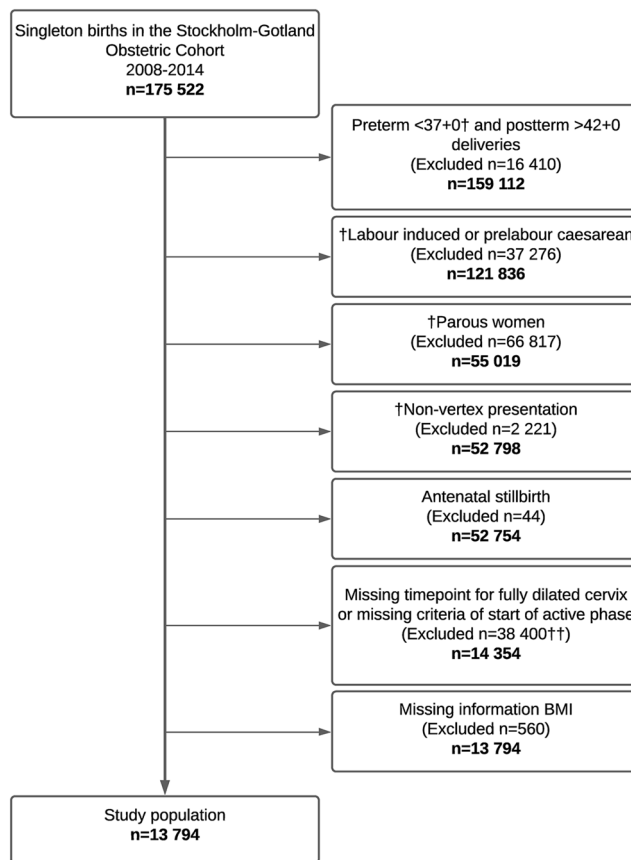 Singleton births in the Stockholm-Gotland
Obstetric Cohort
2008-2014
n=175 522
Preterm <37+0† and postterm >42+0
deliveries
(Excluded n=16 410)
n=159 112
†Labour induced or prelabour caesarean
(Excluded n=37 276)
n=121 836
†Parous women
(Excluded n=66 817)
n=55 019
†Non-vertex presentation
(Excluded n=2 221)
n=52 798
Antenatal stillbirth
(Excluded n=44)
n=52 754
Missing timepoint for fully dilated cervix
or missing criteria of start of active phase
(Excluded n=38 400††)
n=14 354
Missing information BMI
(Excluded n=560)
n=13 794
Study population
n=13 794